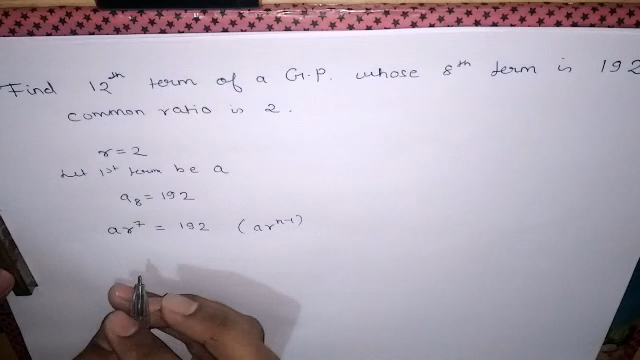 Find 12th term of a G.P. whose 8th term is 192
common ratio is 2.
r = 2
Let 1st term be a
a₈ = 192
ar⁷ = 192 (arⁿ⁻¹)